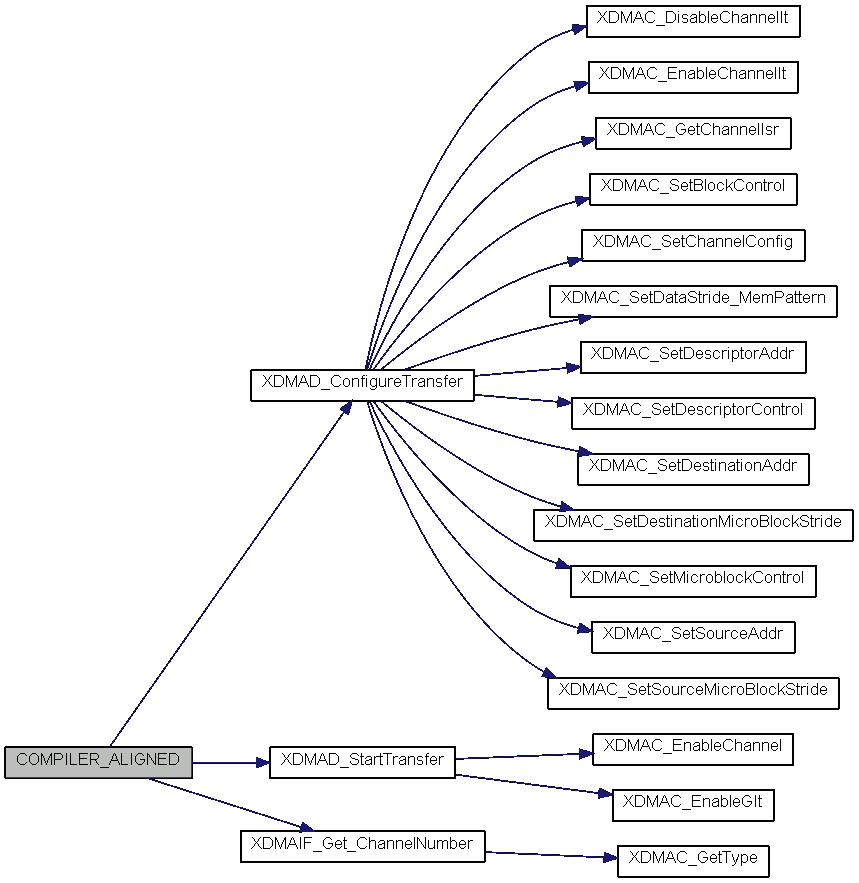 XDMAC_DisableChannelIt
XDMAC_EnableChannelIt
XDMAC_GetChannelIsr
XDMAC_SetBlockControl
XDMAC_SetChannelConfig
XDMAC_SetDataStride_MemPattern
XDMAC_SetDescriptorAddr
XDMAD_ConfigureTransfer
XDMAC_SetDescriptorControl
XDMAC_SetDestinationAddr
XDMAC_SetDestinationMicroBlockStride
XDMAC_SetMicroblockControl
XDMAC_SetSourceAddr
XDMAC_SetSourceMicroBlockStride
COMPILER_ALIGNED
XDMAD_StartTransfer
XDMAC_EnableChannel
XDMAC_EnableGIt
XDMAIF_Get_ChannelNumber
XDMAC_GetType